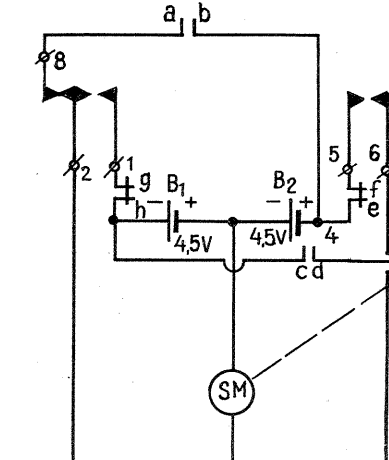 a b
8
1 5 6
2 g B₁ B₂ f
h − + − + e
4,5V 4,5V 4
c d
SM